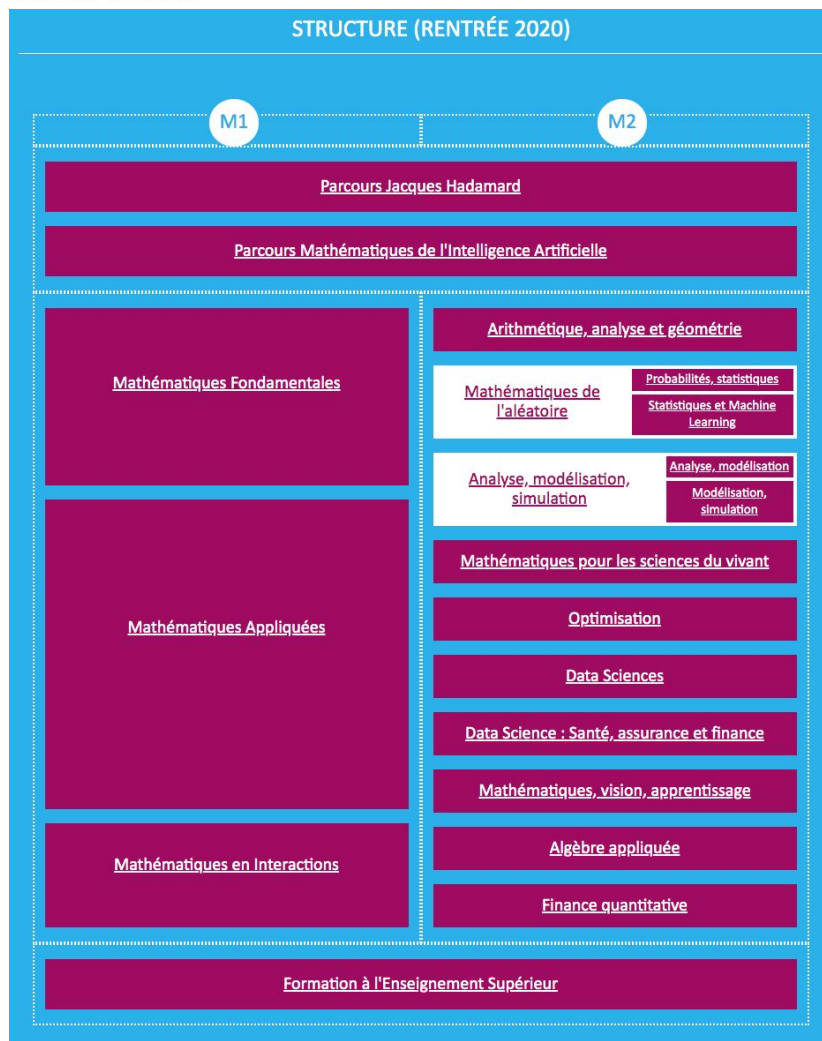 STRUCTURE (RENTRÉE 2020)
M1
M2
Parcours Jacques Hadamard
Parcours Mathématiques de l'Intelligence Artificielle
Mathématiques Fondamentales
Mathématiques Appliquées
Mathématiques en Interactions
Arithmétique, analyse et géométrie
Mathématiques de
l'aléatoire
Probabilités, statistiques
Statistiques et Machine
Learning
Analyse, modélisation,
simulation
Analyse, modélisation
Modélisation,
simulation
Mathématiques pour les sciences du vivant
Optimisation
Data Sciences
Data Science : Santé, assurance et finance
Mathématiques, vision, apprentissage
Algèbre appliquée
Finance quantitative
Formation à l'Enseignement Supérieur